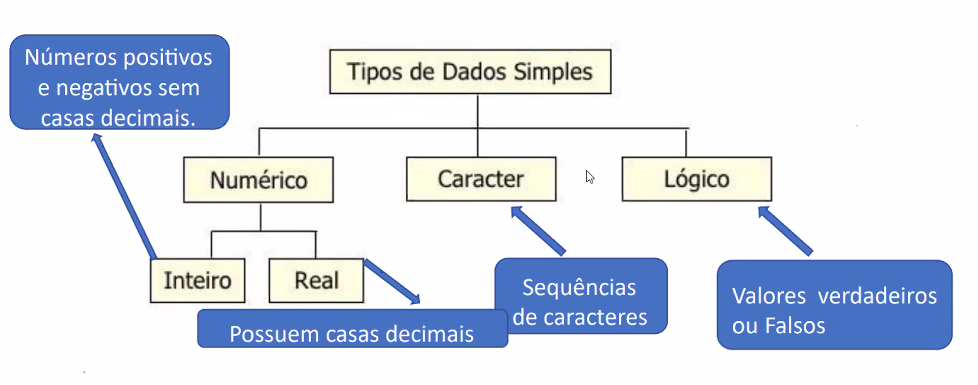 Números positivos
e negativos sem
casas decimais.
Tipos de Dados Simples
Numérico
Caracter
Lógico
Inteiro
Real
Possuem casas decimais
Sequências
de caracteres
Valores verdadeiros
ou Falsos